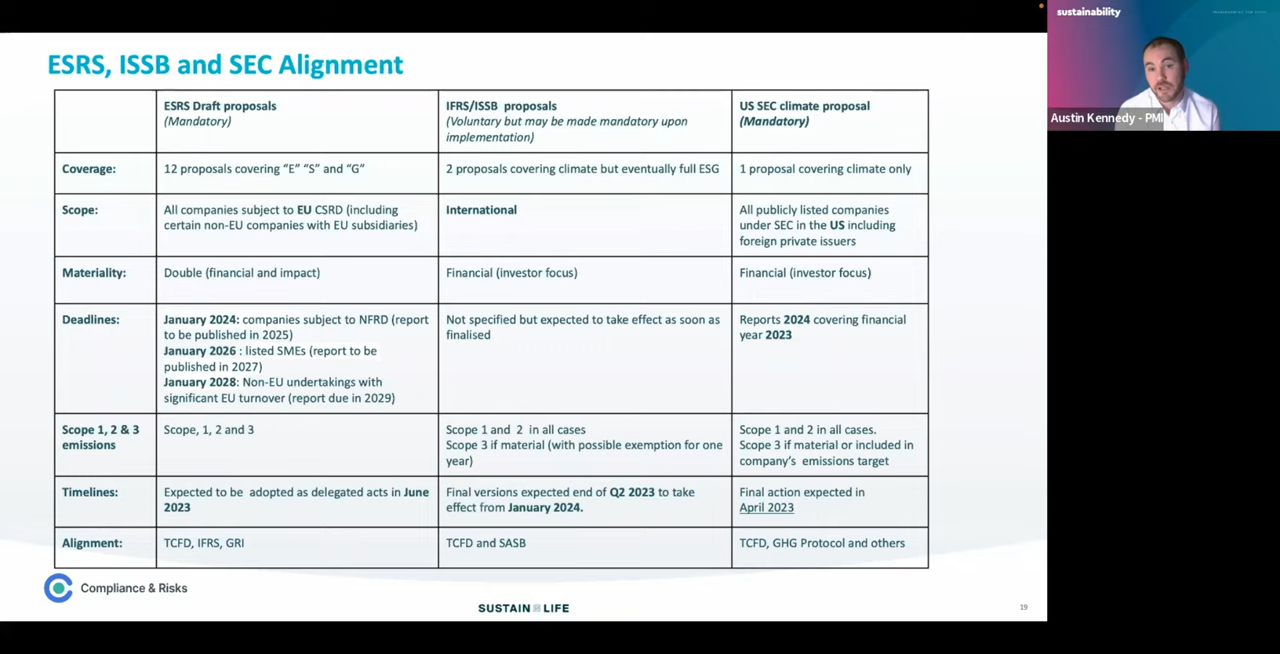 ESRS, ISSB and SEC Alignment
ESRS Draft proposals
(Mandatory)
IFRS/ISSB proposals
(Voluntary but may be made mandatory upon
implementation)
US SEC climate proposal
(Mandatory)
Coverage:
12 proposals covering “E” “S” and “G”
2 proposals covering climate but eventually full ESG
1 proposal covering climate only
Scope:
All companies subject to EU CSRD (including
certain non-EU companies with EU subsidiaries)
International
All publicly listed companies
under SEC in the US including
foreign private issuers
Materiality:
Double (financial and impact)
Financial (investor focus)
Financial (investor focus)
Deadlines:
January 2024: companies subject to NFRD (report
to be published in 2025)
January 2026 : listed SMEs (report to be
published in 2027)
January 2028: Non-EU undertakings with
significant EU turnover (report due in 2029)
Not specified but expected to take effect as soon as
finalised
Reports 2024 covering financial
year 2023
Scope 1, 2 & 3
emissions
Scope, 1, 2 and 3
Scope 1 and 2 in all cases
Scope 3 if material (with possible exemption for one
year)
Scope 1 and 2 in all cases.
Scope 3 if material or included in
company’s emissions target
Timelines:
Expected to be adopted as delegated acts in June
2023
Final versions expected end of Q2 2023 to take
effect from January 2024.
Final action expected in
April 2023
Alignment:
TCFD, IFRS, GRI
TCFD and SASB
TCFD, GHG Protocol and others
Compliance & Risks
SUSTAIN LIFE
19
sustainability
Austin Kennedy - PMI